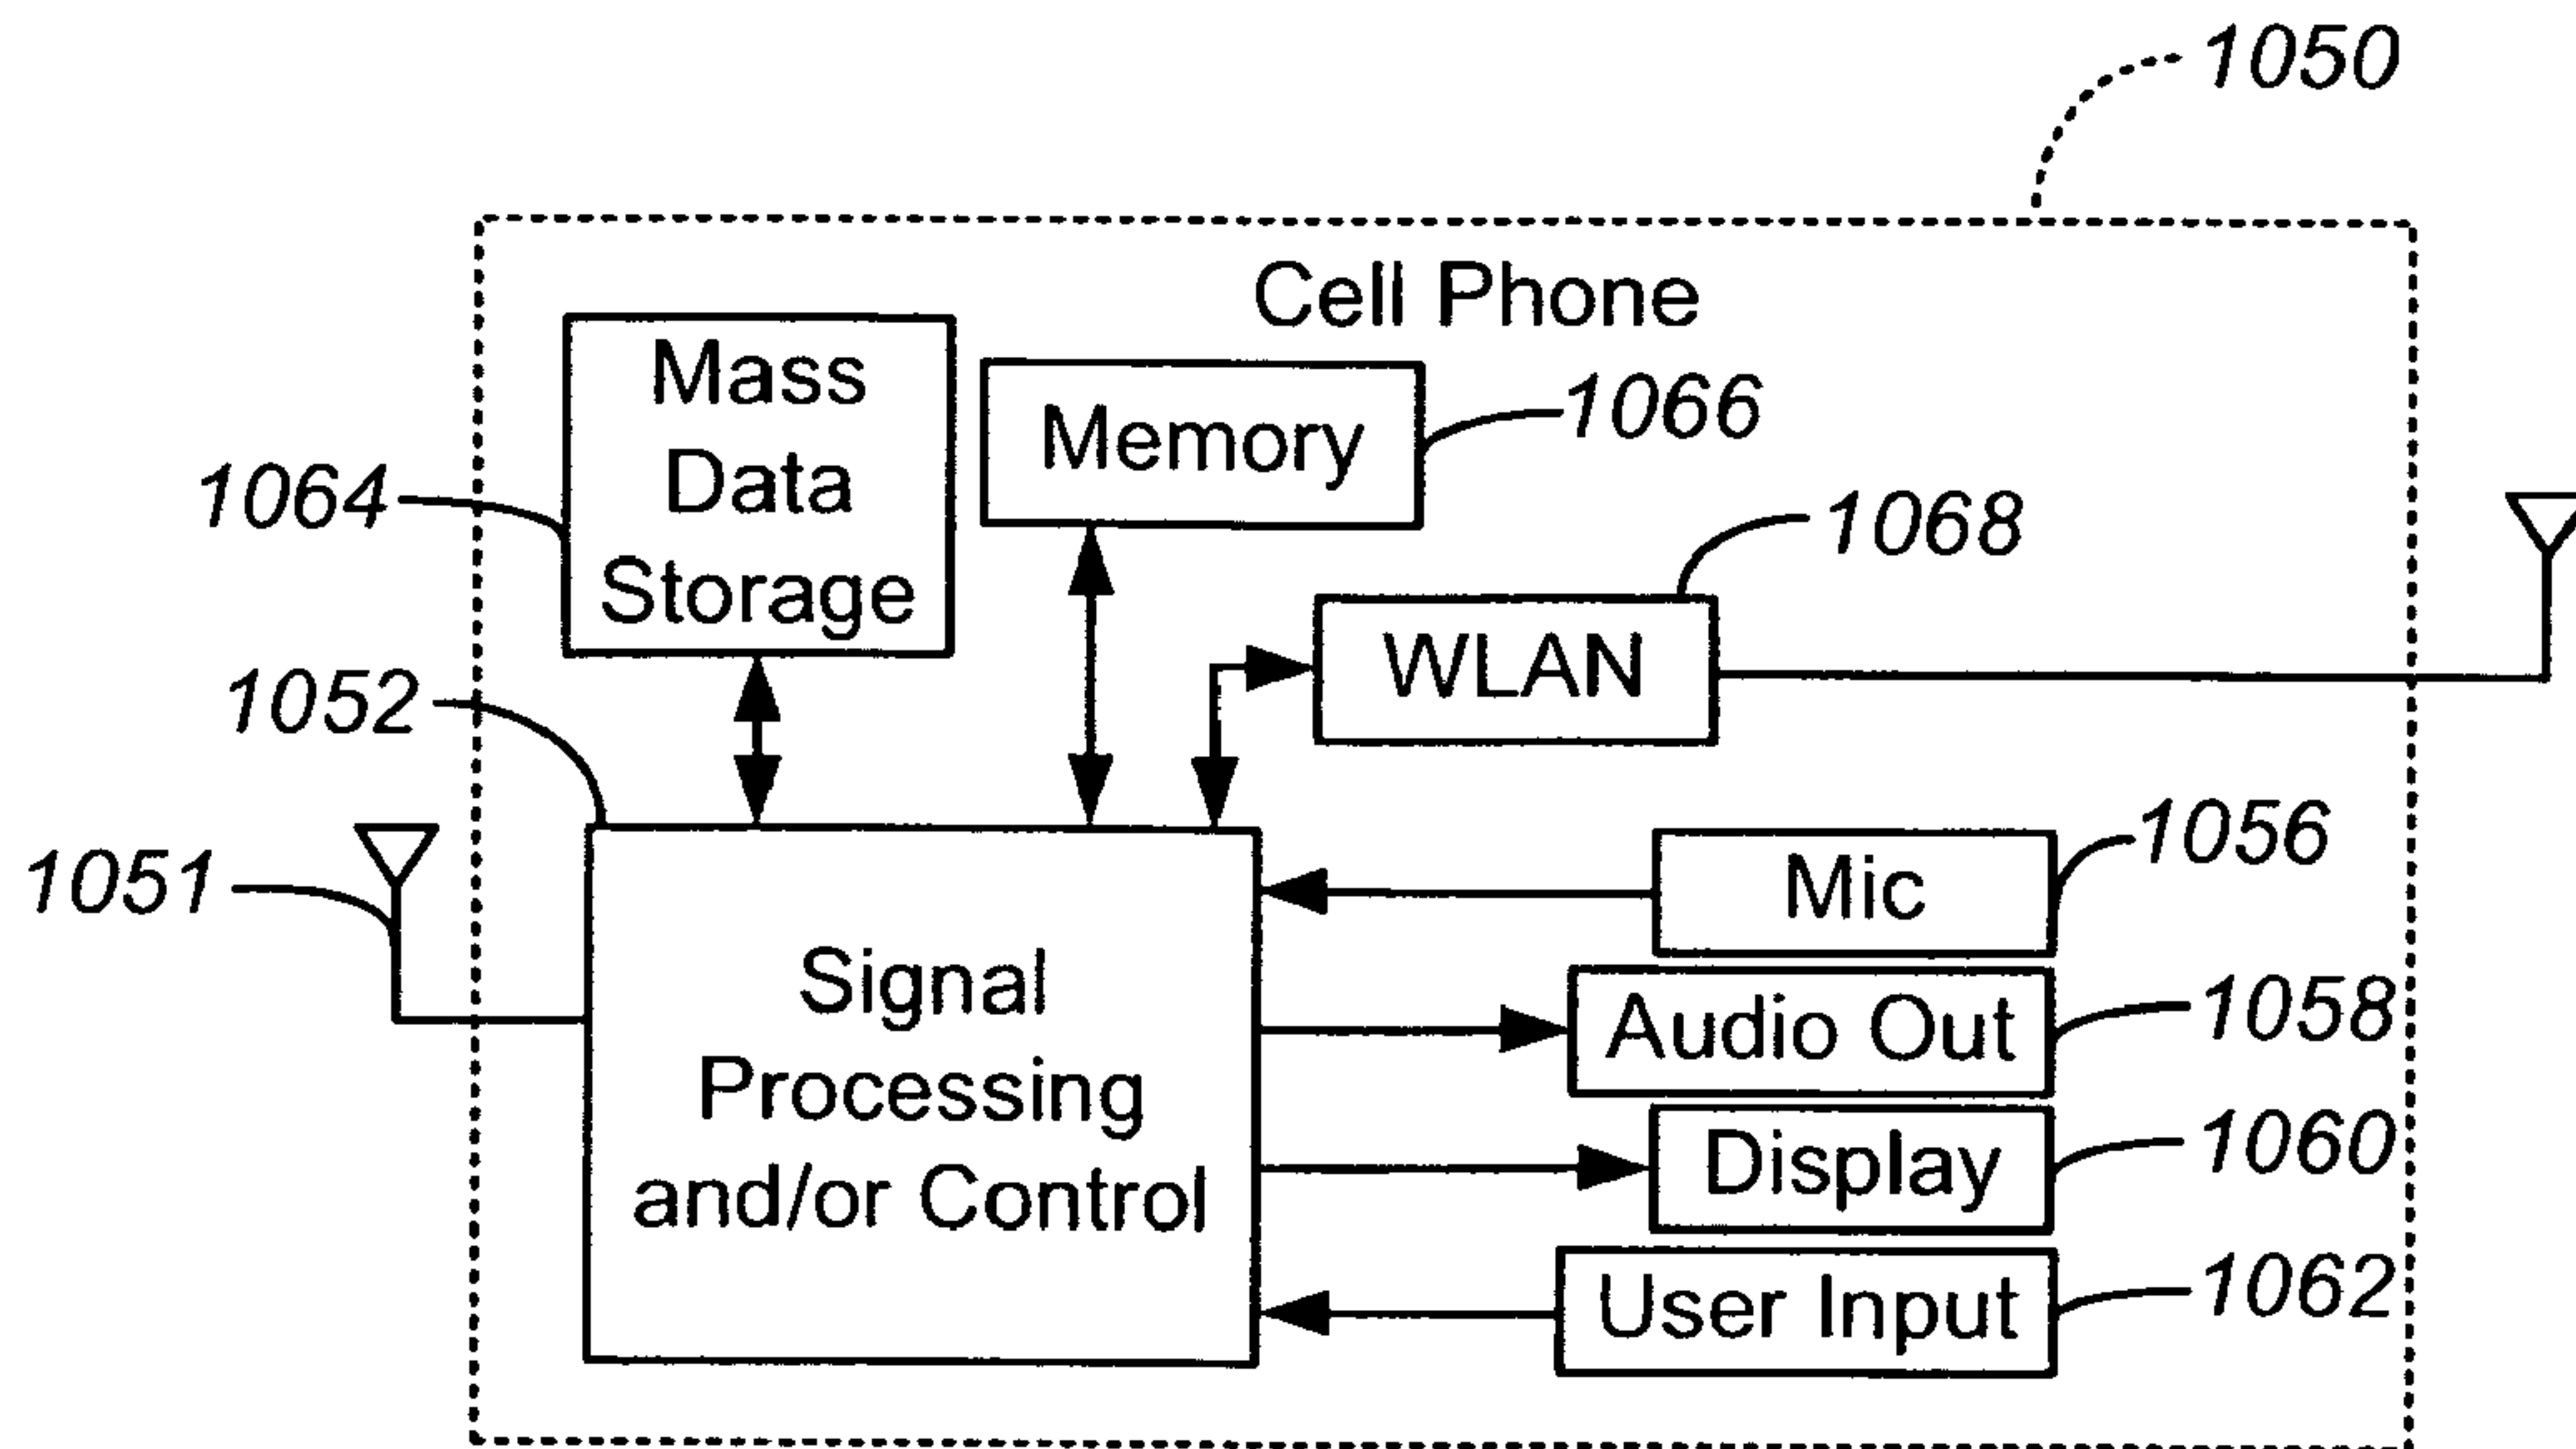 1050
Cell Phone
Mass
Data
Storage
1064
Memory
1066
1068
WLAN
1052
1051
Signal
Processing
and/or Control
Mic
1056
Audio Out
1058
Display
1060
User Input
1062